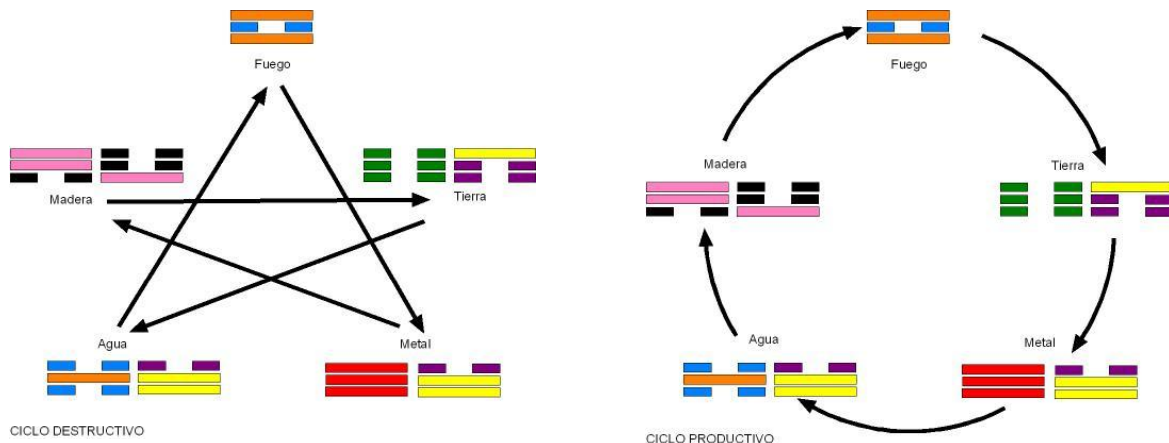 Fuego
Madera
Tierra
Agua
Metal
CICLO DESTRUCTIVO
Fuego
Madera
Tierra
Agua
Metal
CICLO PRODUCTIVO